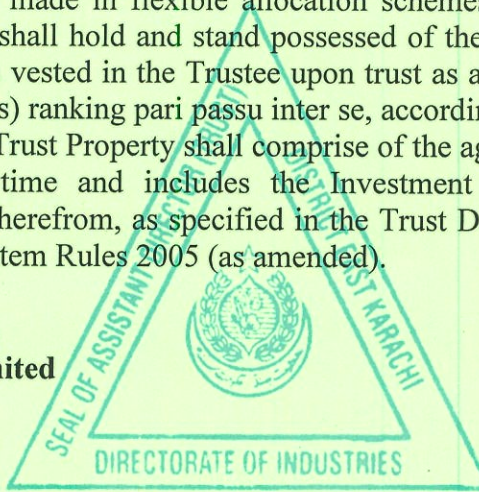 made in flexible allocation schemes
shall hold and stand possessed of the
vested in the Trustee upon trust as a
s) ranking pari passu inter se, accordin
Trust Property shall comprise of the ag
time and includes the Investment
herefrom, as specified in the Trust D
tem Rules 2005 (as amended).
nited
SEAL OF ASSISTANT DIRECTOR (TRUST)
DISTRICT EAST KARACHI
DIRECTORATE OF INDUSTRIES